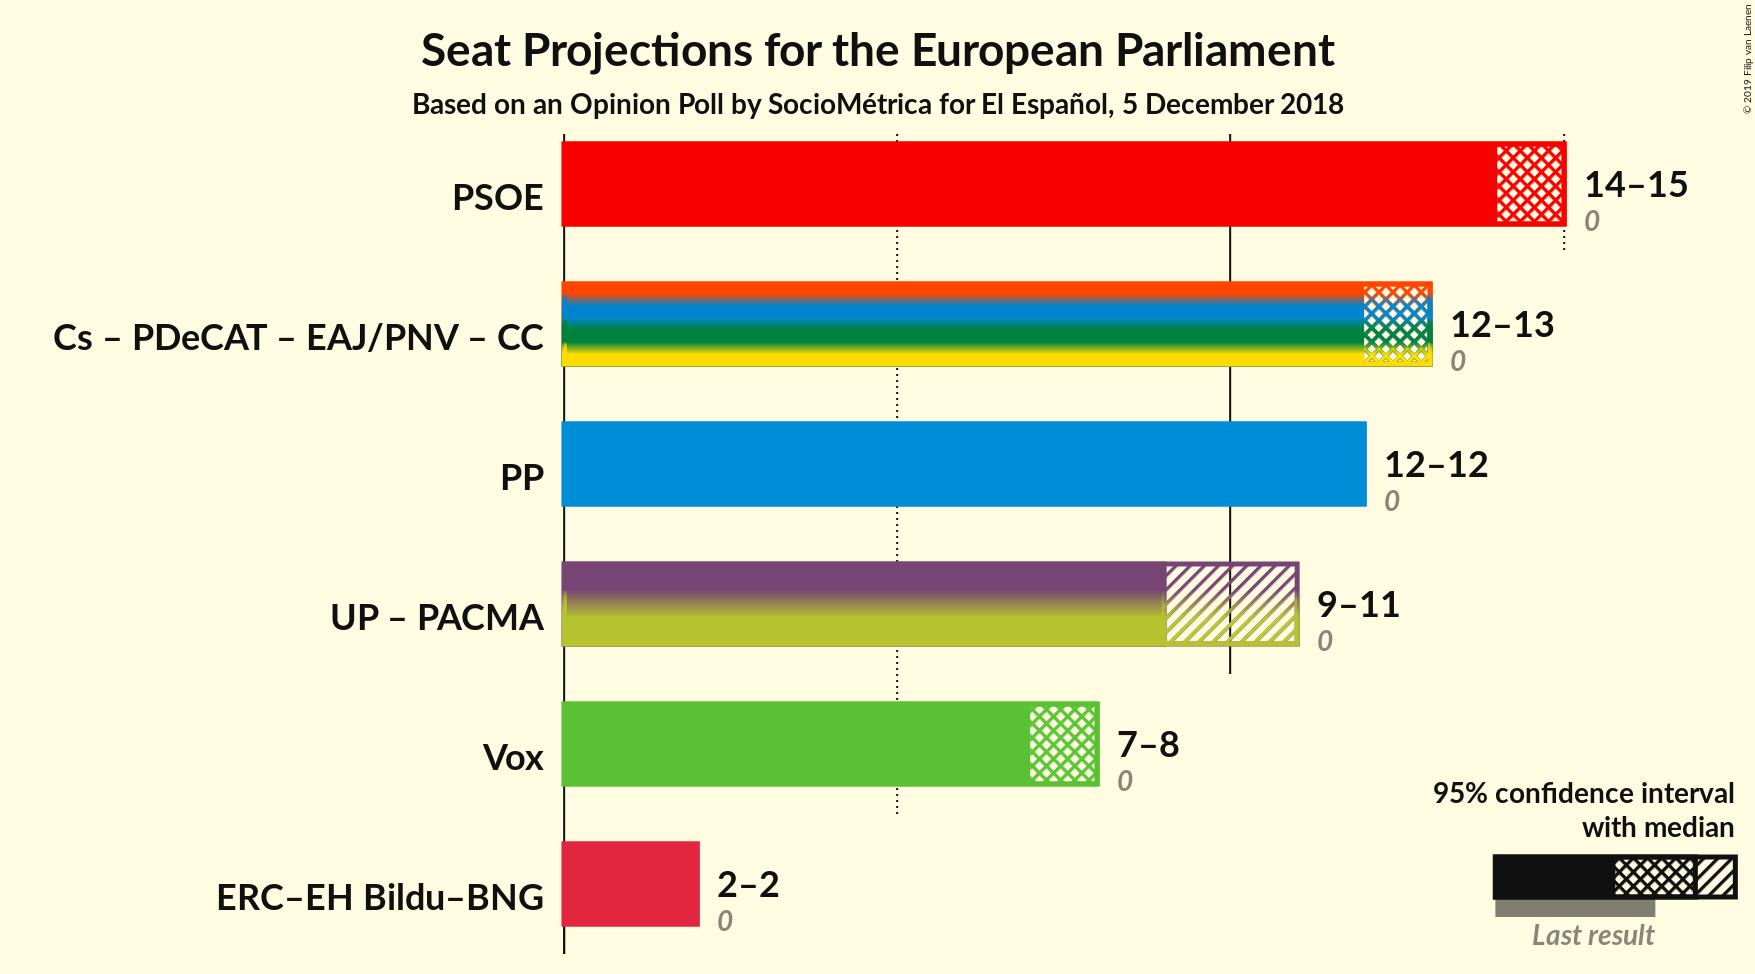 Seat Projections for the European Parliament
Based on an Opinion Poll by SocioMétrica for El Español, 5 December 2018
© 2019 Filip van Laenen
PSOE
14–15
0
Cs – PDeCAT – EAJ/PNV – CC
12–13
0
PP
12–12
0
UP – PACMA
9–11
0
Vox
7–8
0
ERC–EH Bildu–BNG
2–2
0
95% confidence interval
with median
Last result